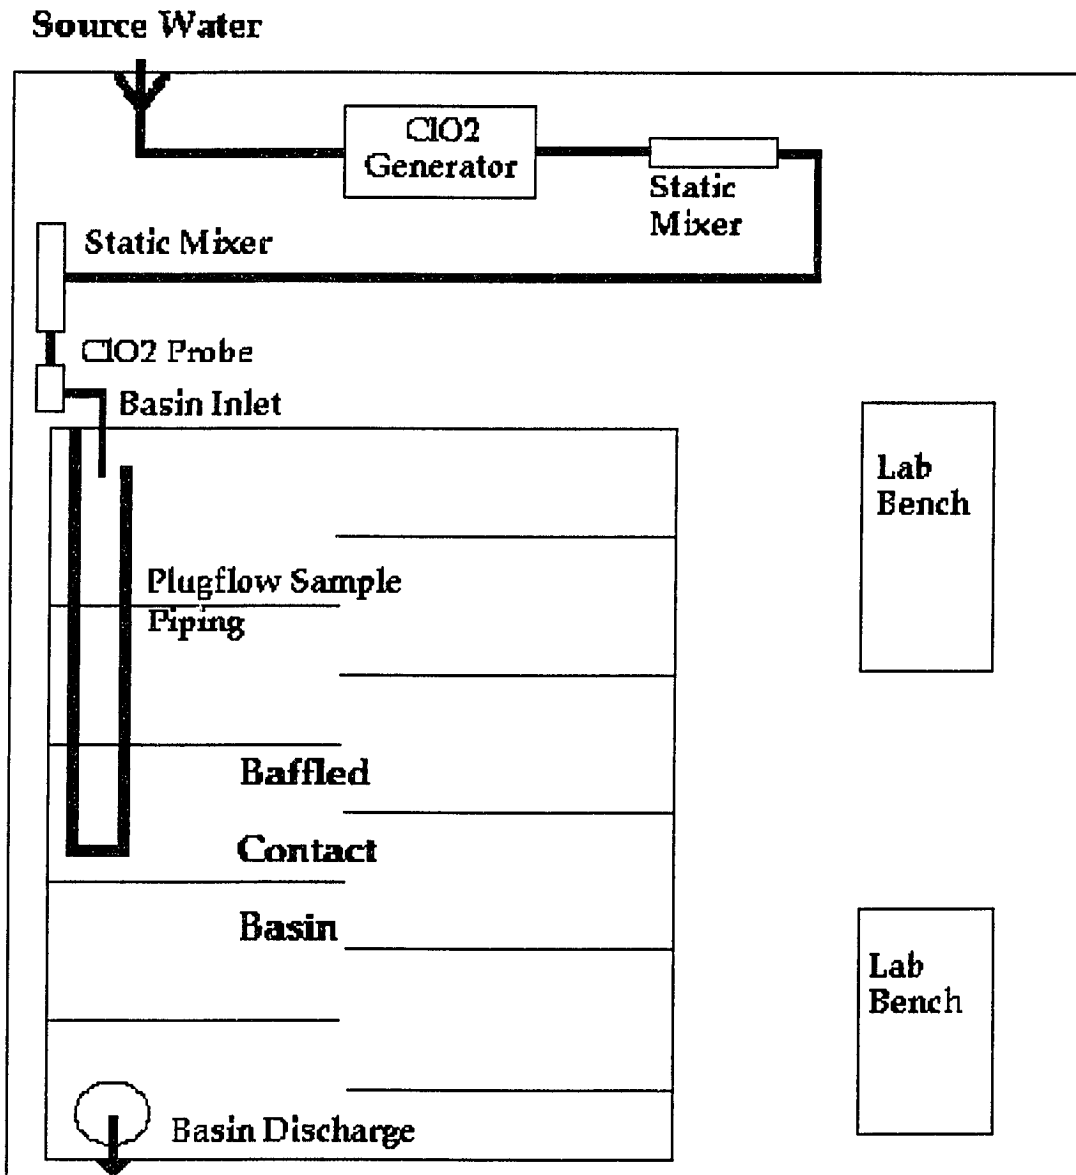 Source Water
ClO2
Generator
Static
Mixer
Static Mixer
ClO2 Probe
Basin Inlet
Lab
Bench
Plugflow Sample
Piping
Baffled
Contact
Basin
Lab
Bench
Basin Discharge